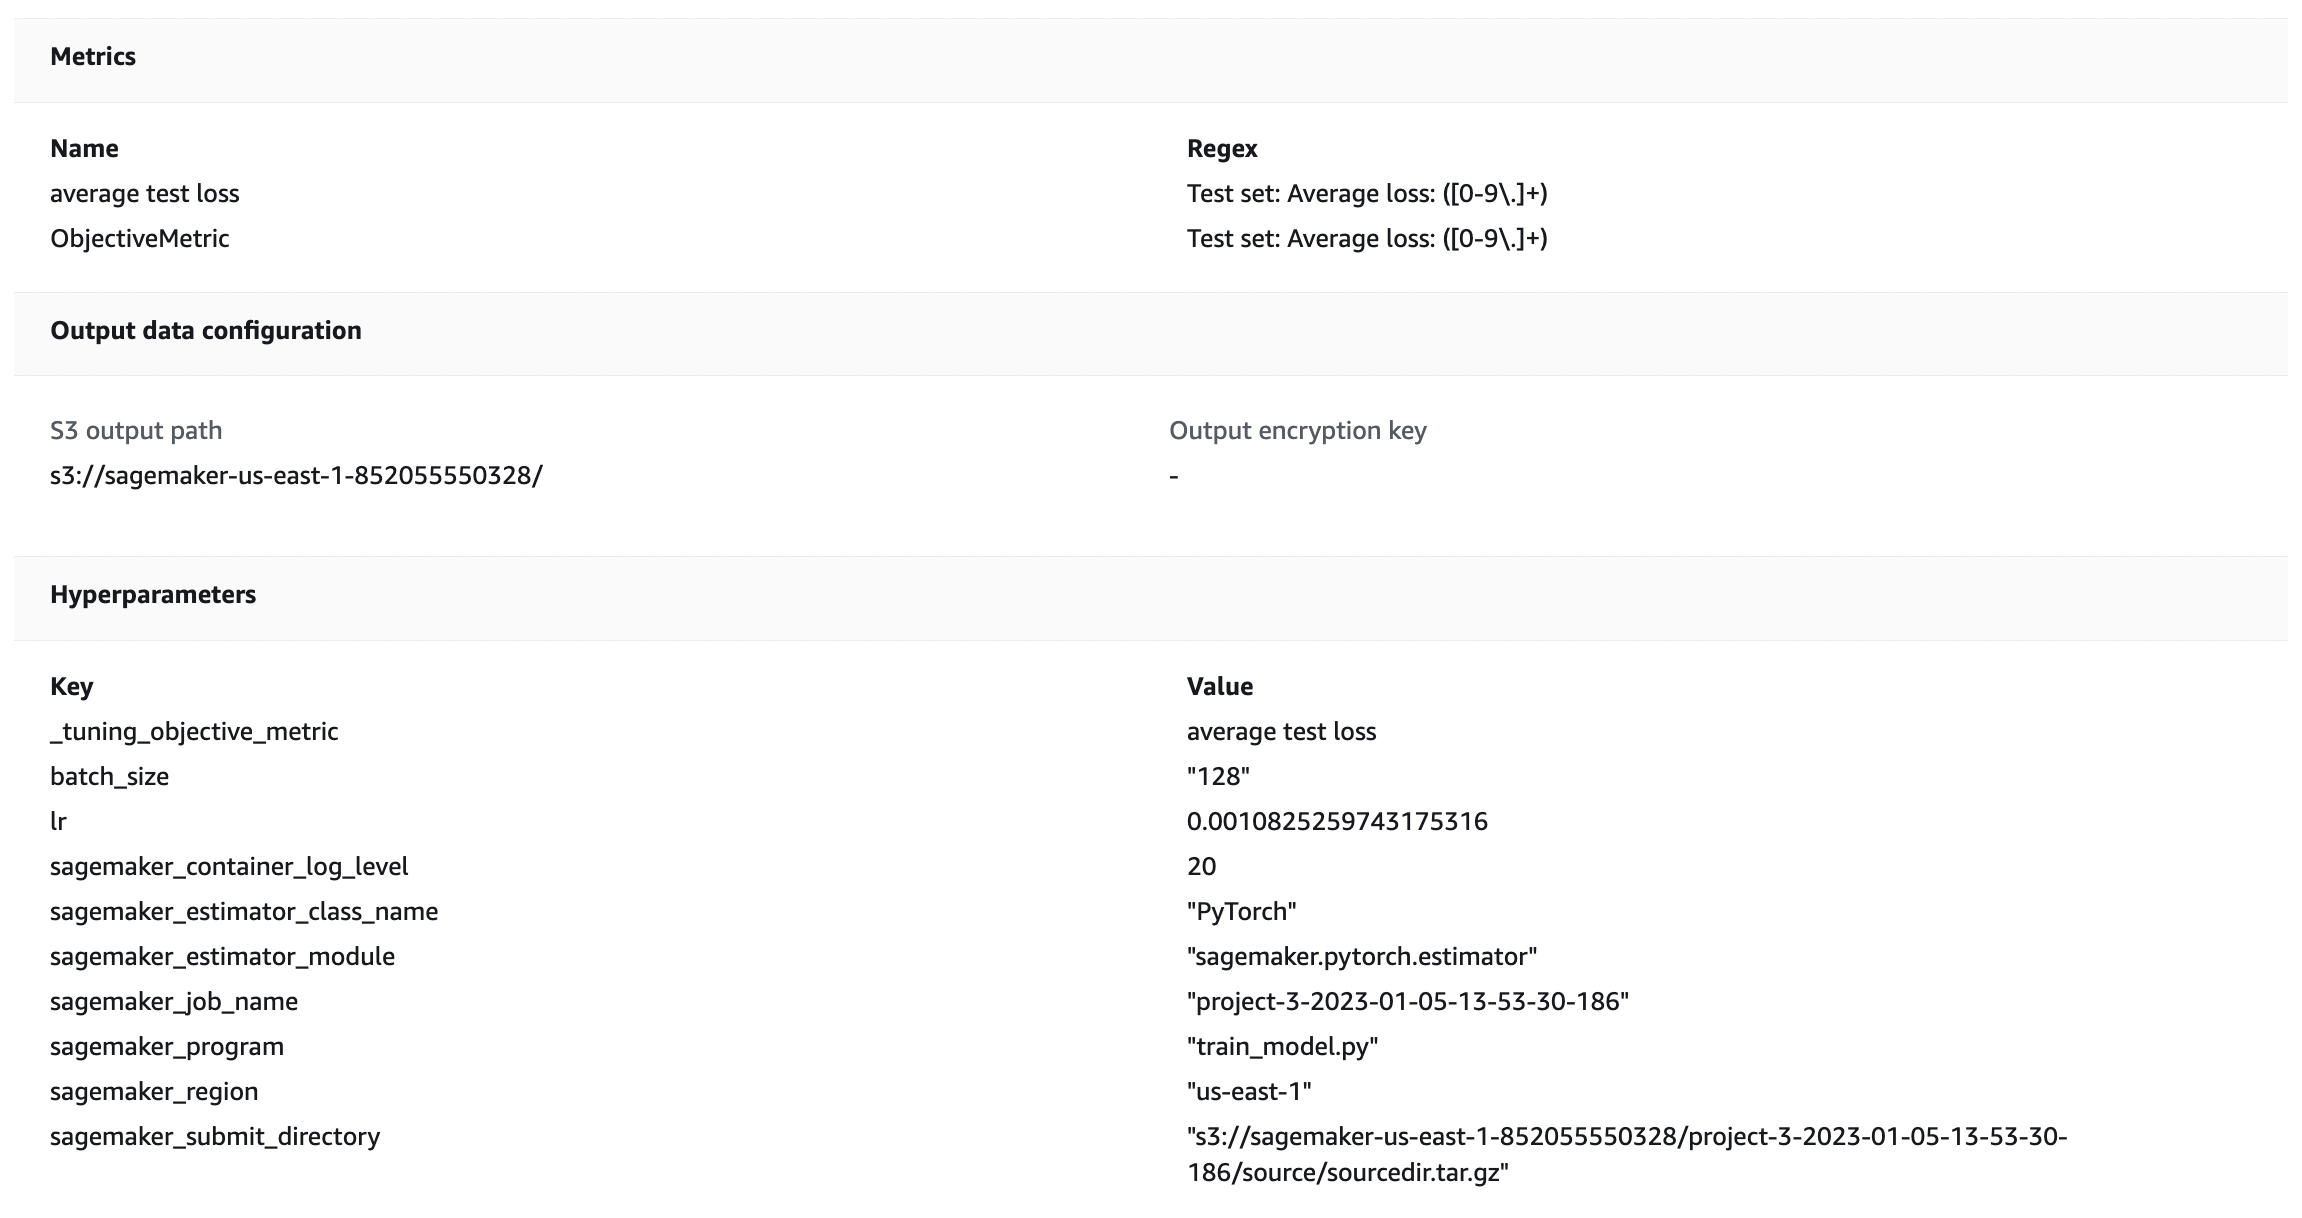 Metrics
Name Regex
average test loss Test set: Average loss: ([0-9\.]+)
ObjectiveMetric Test set: Average loss: ([0-9\.]+)
Output data configuration
S3 output path Output encryption key
s3://sagemaker-us-east-1-852055550328/ -
Hyperparameters
Key Value
_tuning_objective_metric average test loss
batch_size "128"
lr 0.0010825259743175316
sagemaker_container_log_level 20
sagemaker_estimator_class_name "PyTorch"
sagemaker_estimator_module "sagemaker.pytorch.estimator"
sagemaker_job_name "project-3-2023-01-05-13-53-30-186"
sagemaker_program "train_model.py"
sagemaker_region "us-east-1"
sagemaker_submit_directory "s3://sagemaker-us-east-1-852055550328/project-3-2023-01-05-13-53-30-
186/source/sourcedir.tar.gz"